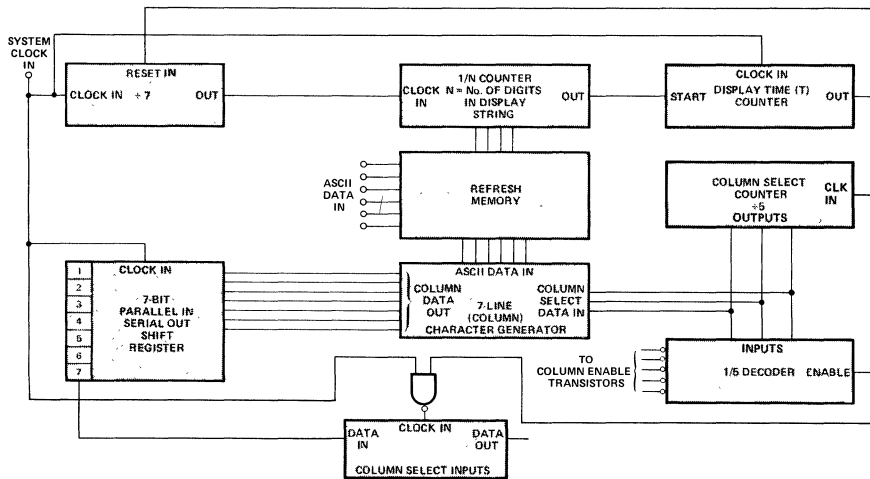 SYSTEM
CLOCK
IN
RESET IN
CLOCK IN ÷7 OUT
1/N COUNTER
CLOCK N = No. OF DIGITS OUT
IN IN DISPLAY
STRING
CLOCK IN
START DISPLAY TIME (T) OUT
COUNTER
ASCII
DATA
IN
REFRESH
MEMORY
COLUMN SELECT CLK
COUNTER IN
÷5
OUTPUTS
1
2
3
4
5
6
7
CLOCK IN
7-BIT
PARALLEL IN
SERIAL OUT
SHIFT
REGISTER
ASCII DATA IN
COLUMN COLUMN
DATA 7-LINE SELECT
OUT (COLUMN) DATA IN
CHARACTER GENERATOR
TO
COLUMN ENABLE
TRANSISTORS
INPUTS
1/5 DECODER ENABLE
CLOCK IN
DATA DATA
IN OUT
COLUMN SELECT INPUTS